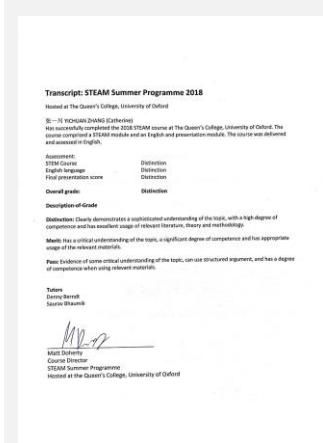 Transcript: STEAM Summer Programme 2018
Hosted at The Queen's College, University of Oxford
YICHUAN ZHANG (Catherine)
Has successfully completed the 2018 STEAM course at The Queen's College, University of Oxford. The
course comprised a STEAM module and an English and presentation module. The course was delivered
and assessed in English.
Assessment:
STEM Course Distinction
English language Distinction
Final presentation score Distinction
Overall grade: Distinction
Description-of-Grade
Distinction: Clearly demonstrates a sophisticated understanding of the topic, with a high degree of
competence and has excellent usage of relevant literature, theory and methodology.
Merit: Has a critical understanding of the topic, a significant degree of competence and has appropriate
usage of the relevant materials.
Pass: Evidence of some critical understanding of the topic, can use structured argument, and has a degree
of competence when using relevant materials.
Tutors
Denny Berndt
Saurav Bhaumik
Matt Doherty
Course Director
STEAM Summer Programme
Hosted at the Queen's College, University of Oxford